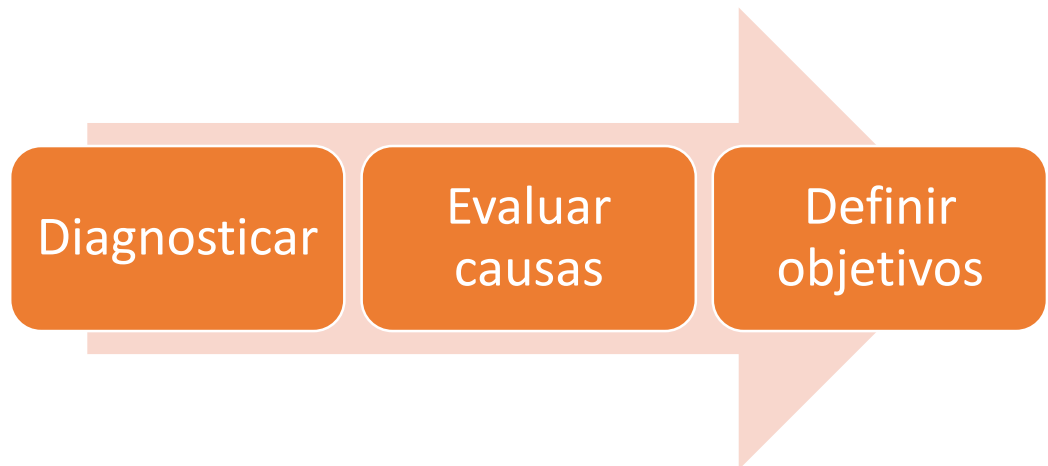 Diagnosticar
Evaluar
causas
Definir
objetivos